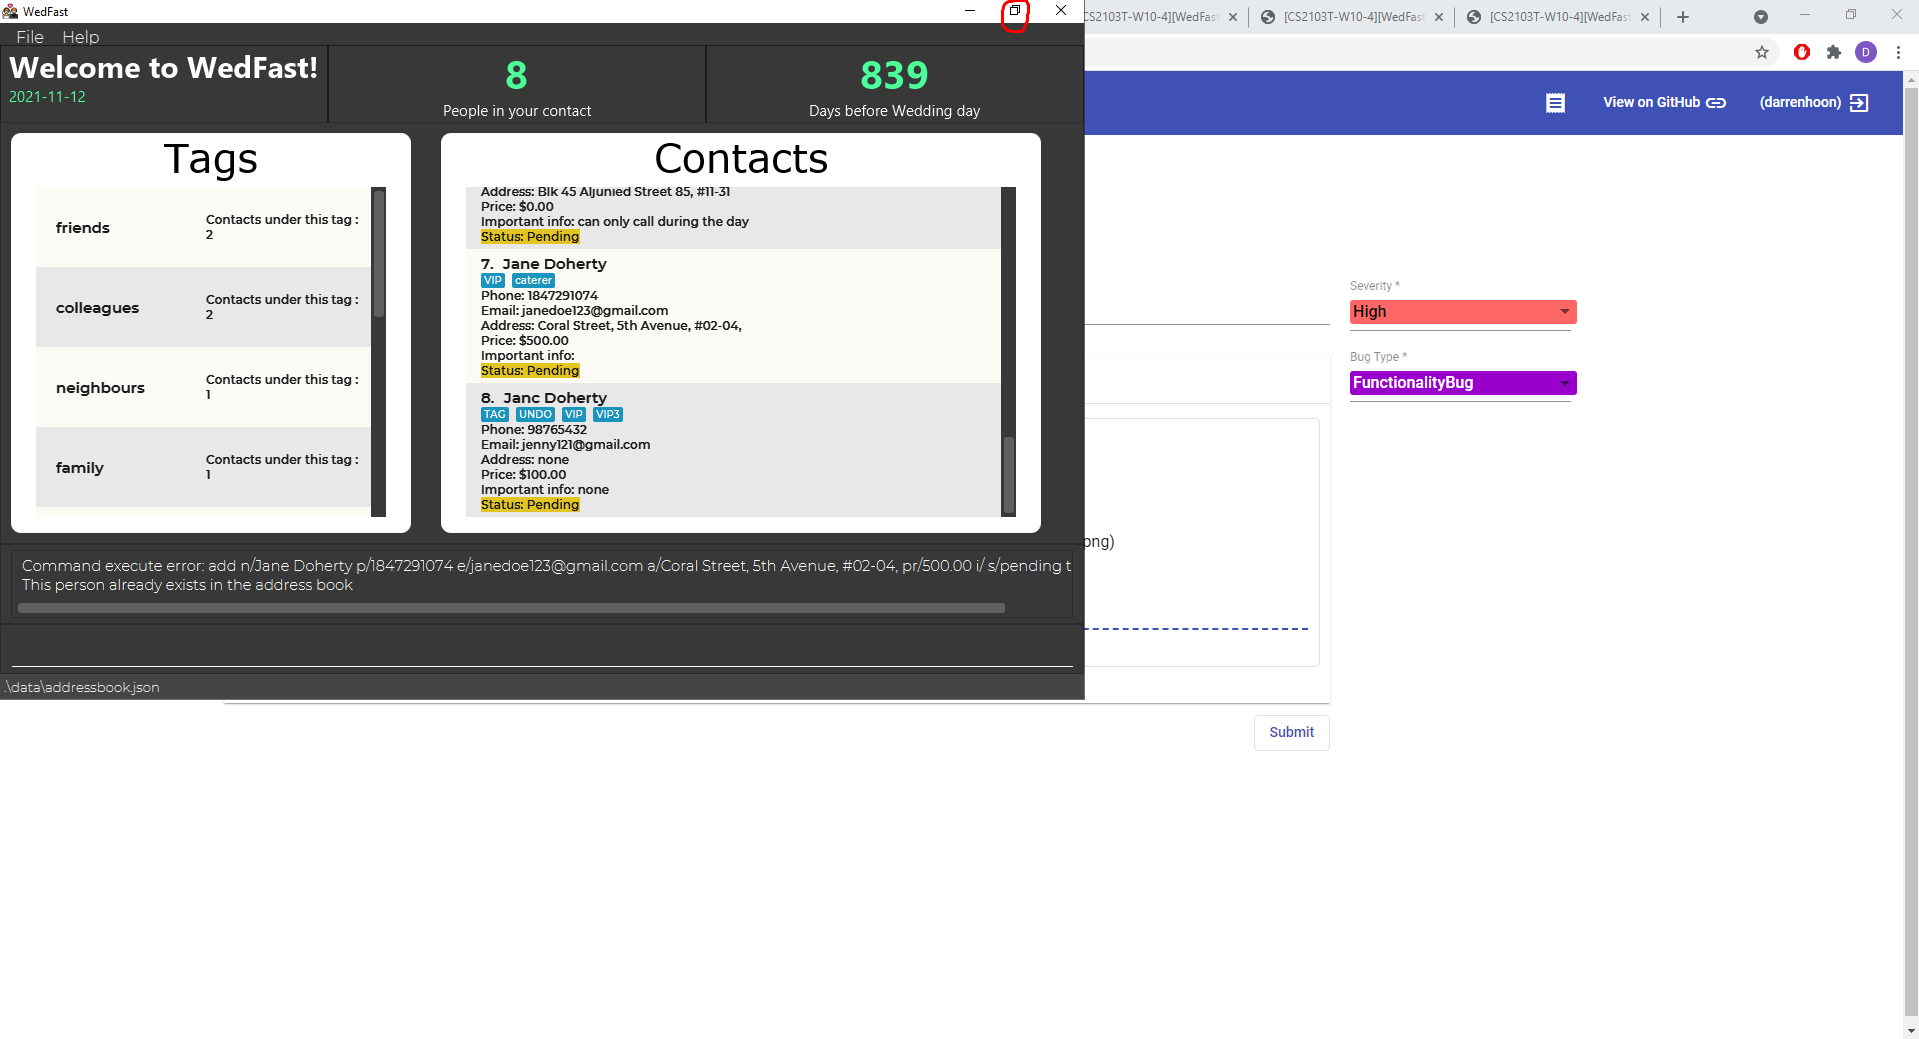 WedFast
File Help
Welcome to WedFast!
2021-11-12
8
People in your contact
839
Days before Wedding day
Tags
friends
Contacts under this tag :
2
colleagues
Contacts under this tag :
2
neighbours
Contacts under this tag :
1
family
Contacts under this tag :
1
Contacts
Address: Blk 45 Aljunied Street 85, #11-31
Price: $0.00
Important info: can only call during the day
Status: Pending
7. Jane Doherty
VIP caterer
Phone: 1847291074
Email: janedoe123@gmail.com
Address: Coral Street, 5th Avenue, #02-04,
Price: $500.00
Important info:
Status: Pending
8. Janc Doherty
TAG UNDO VIP VIP3
Phone: 98765432
Email: jenny121@gmail.com
Address: none
Price: $100.00
Important info: none
Status: Pending
Command execute error: add n/Jane Doherty p/1847291074 e/janedoe123@gmail.com a/Coral Street, 5th Avenue, #02-04, pr/500.00 i/ s/pending t
This person already exists in the address book
.\data\addressbook.json
CS2103T-W10-4][WedFast
[CS2103T-W10-4][WedFast
[CS2103T-W10-4][WedFast
D
View on GitHub
(darrenhoon)
Severity *
High
Bug Type *
FunctionalityBug
png)
Submit